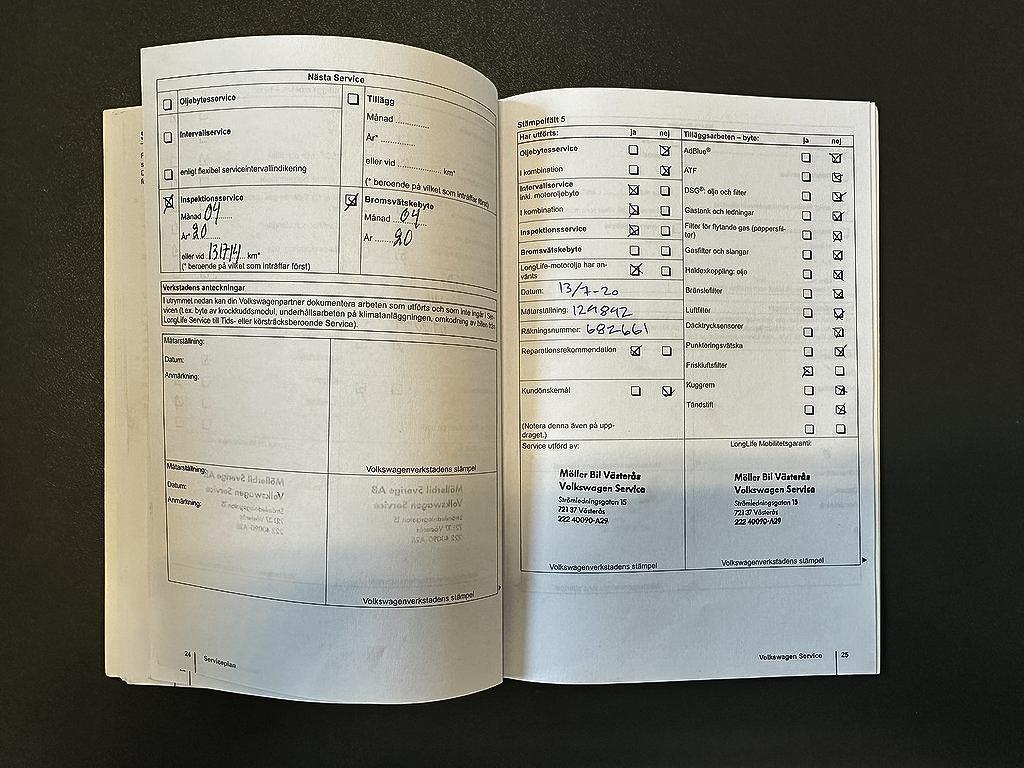 Nästa Service
Oljebytesservice
Intervallservice
enligt flexibel serviceintervallindikering
Tillägg
Månad ..............
År* ..............
eller vid .................. km*
(* beroende på vilket som inträffar först)
Inspektionsservice
Månad 04
År* 20
eller vid 131714 km*
(* beroende på vilket som inträffar först)
Bromsvätskebyte
Månad 04
År 20
Verkstadens anteckningar
I utrymmet nedan kan din Volkswagenpartner dokumentera arbeten som utförts och som inte ingår i Ser-
vicen (t.ex. byte av krockkuddsmodul, underhållsarbeten på klimatanläggningen, omkodning av bilen från
LongLife Service till Tids- eller körsträcksberoende Service).
Mätarställning:
Datum:
Anmärkning:
Volkswagenverkstadens stämpel
Mätarställning:
Datum:
Anmärkning:
Volkswagenverkstadens stämpel
24
Serviceplan
Stämpelfält 5
Har utförts: ja nej
Oljebytesservice
I kombination
Intervallservice
inkl. motoroljebyte
I kombination
Inspektionsservice
Bromsvätskebyte
LongLife-motorolja har an-
vänts
Datum: 13/7-20
Mätarställning: 129892
Räkningsnummer: 682661
Reparationsrekommendation
Kundönskemål
(Notera denna även på upp-
draget.)
Tilläggsarbeten – byte: ja nej
AdBlue®
ATF
DSG®: olja och filter
Gastank och ledningar
Filter för flytande gas (pappersfil-
ter)
Gasfilter och slangar
Haldexkoppling: olja
Bränslefilter
Luftfilter
Däcktrycksensorer
Punkteringsvätska
Friskluftsfilter
Kuggrem
Tändstift
Service utförd av:
Möller Bil Västerås
Volkswagen Service
Strömledningsgatan 15
721 37 Västerås
222 40090-A29
Volkswagenverkstadens stämpel
LongLife Mobilitetsgaranti:
Möller Bil Västerås
Volkswagen Service
Strömledningsgatan 15
721 37 Västerås
222 40090-A29
Volkswagenverkstadens stämpel
Volkswagen Service
25